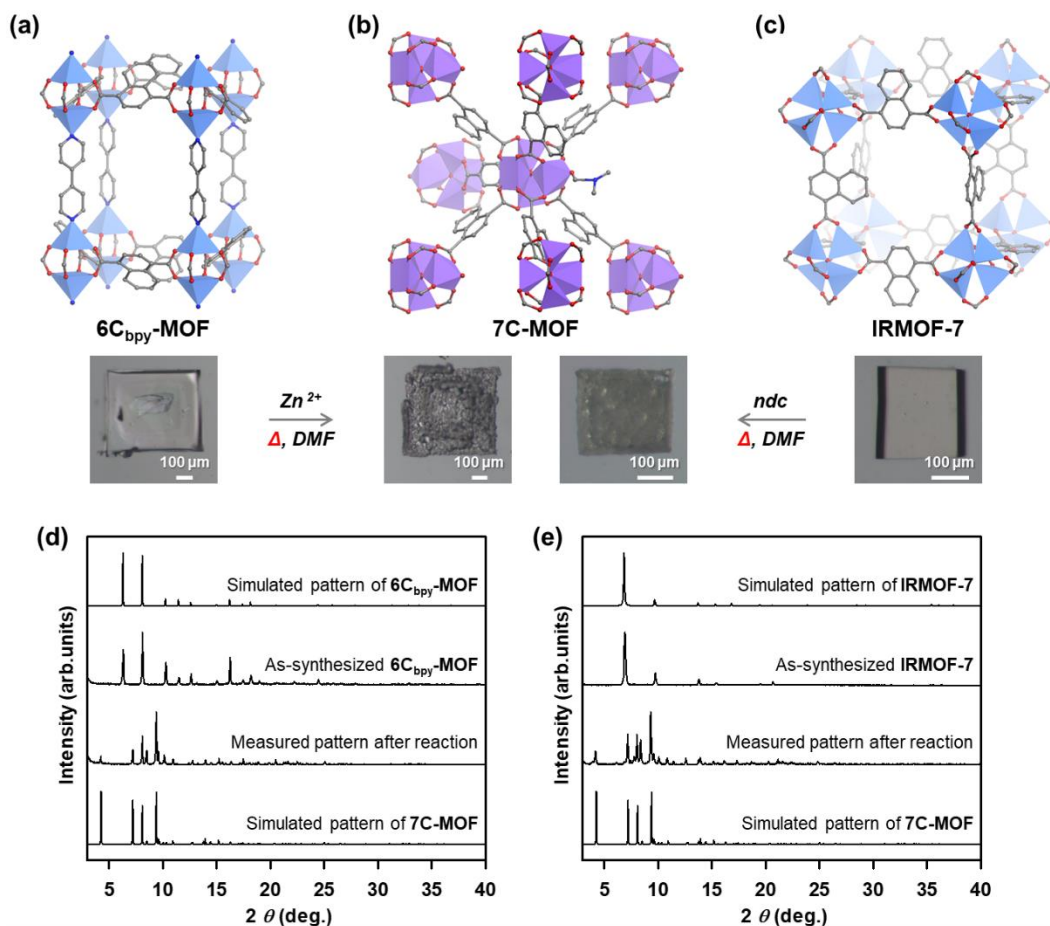 (a)
(b)
(c)
6C_bpy-MOF
7C-MOF
IRMOF-7
Zn 2+
Δ, DMF
ndc
Δ, DMF
100 μm
100 μm
100 μm
100 μm
(d)
Intensity (arb.units)
Simulated pattern of 6C_bpy-MOF
As-synthesized 6C_bpy-MOF
Measured pattern after reaction
Simulated pattern of 7C-MOF
5 10 15 20 25 30 35 40
2 θ (deg.)
(e)
Intensity (arb.units)
Simulated pattern of IRMOF-7
As-synthesized IRMOF-7
Measured pattern after reaction
Simulated pattern of 7C-MOF
5 10 15 20 25 30 35 40
2 θ (deg.)